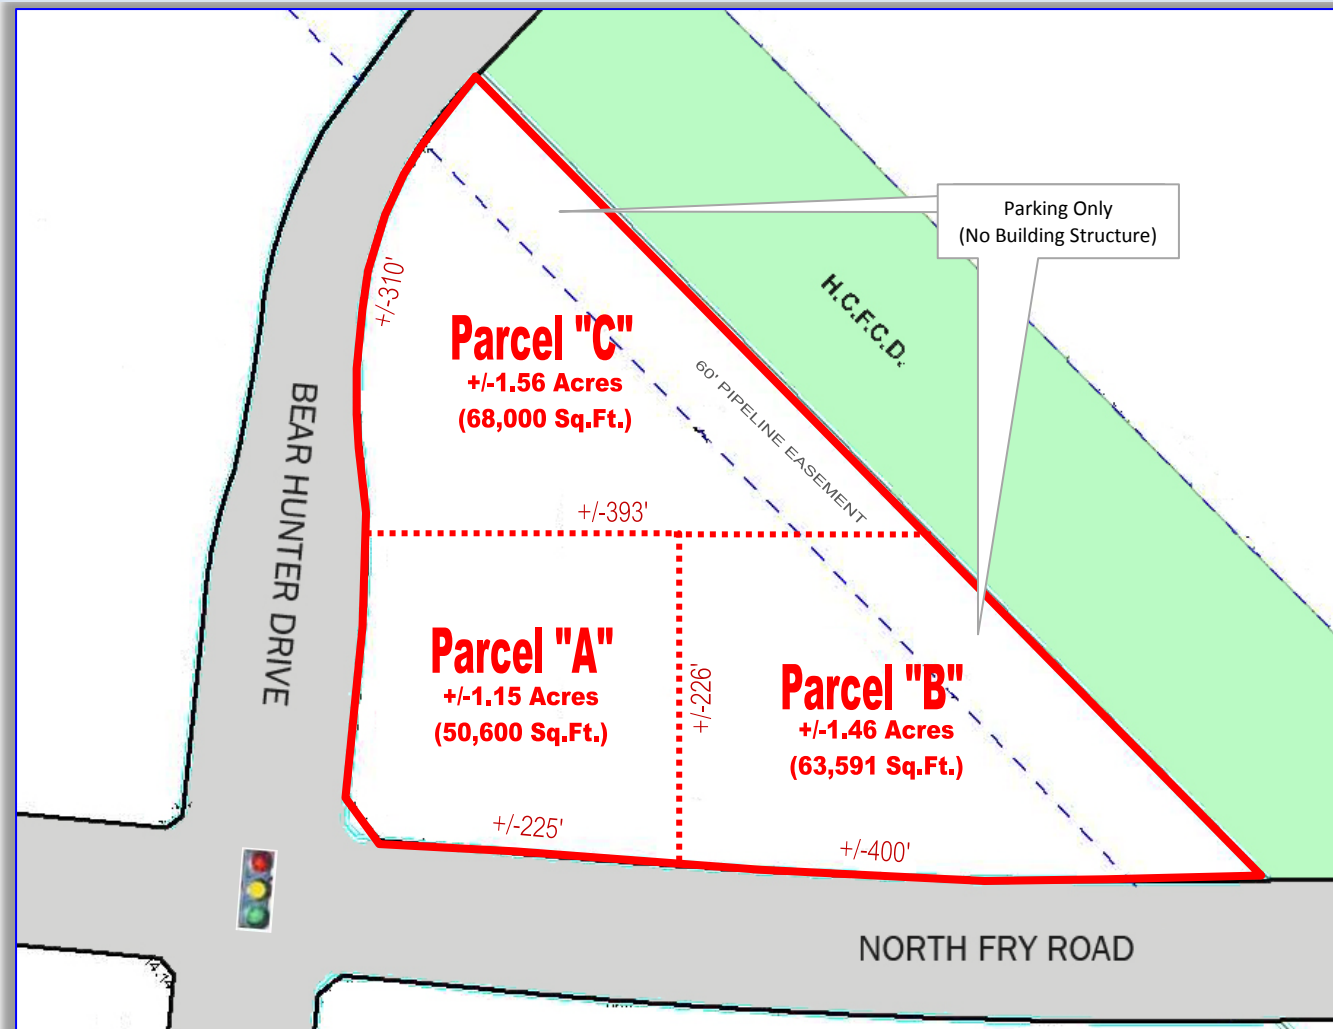 Parking Only
(No Building Structure)
H.C.F.C.D.
+/-310'
Parcel "C"
+/-1.56 Acres
(68,000 Sq.Ft.)
60' PIPELINE EASEMENT
BEAR HUNTER DRIVE
+/-393'
Parcel "A"
+/-1.15 Acres
(50,600 Sq.Ft.)
+/-226'
Parcel "B"
+/-1.46 Acres
(63,591 Sq.Ft.)
+/-225'
+/-400'
NORTH FRY ROAD